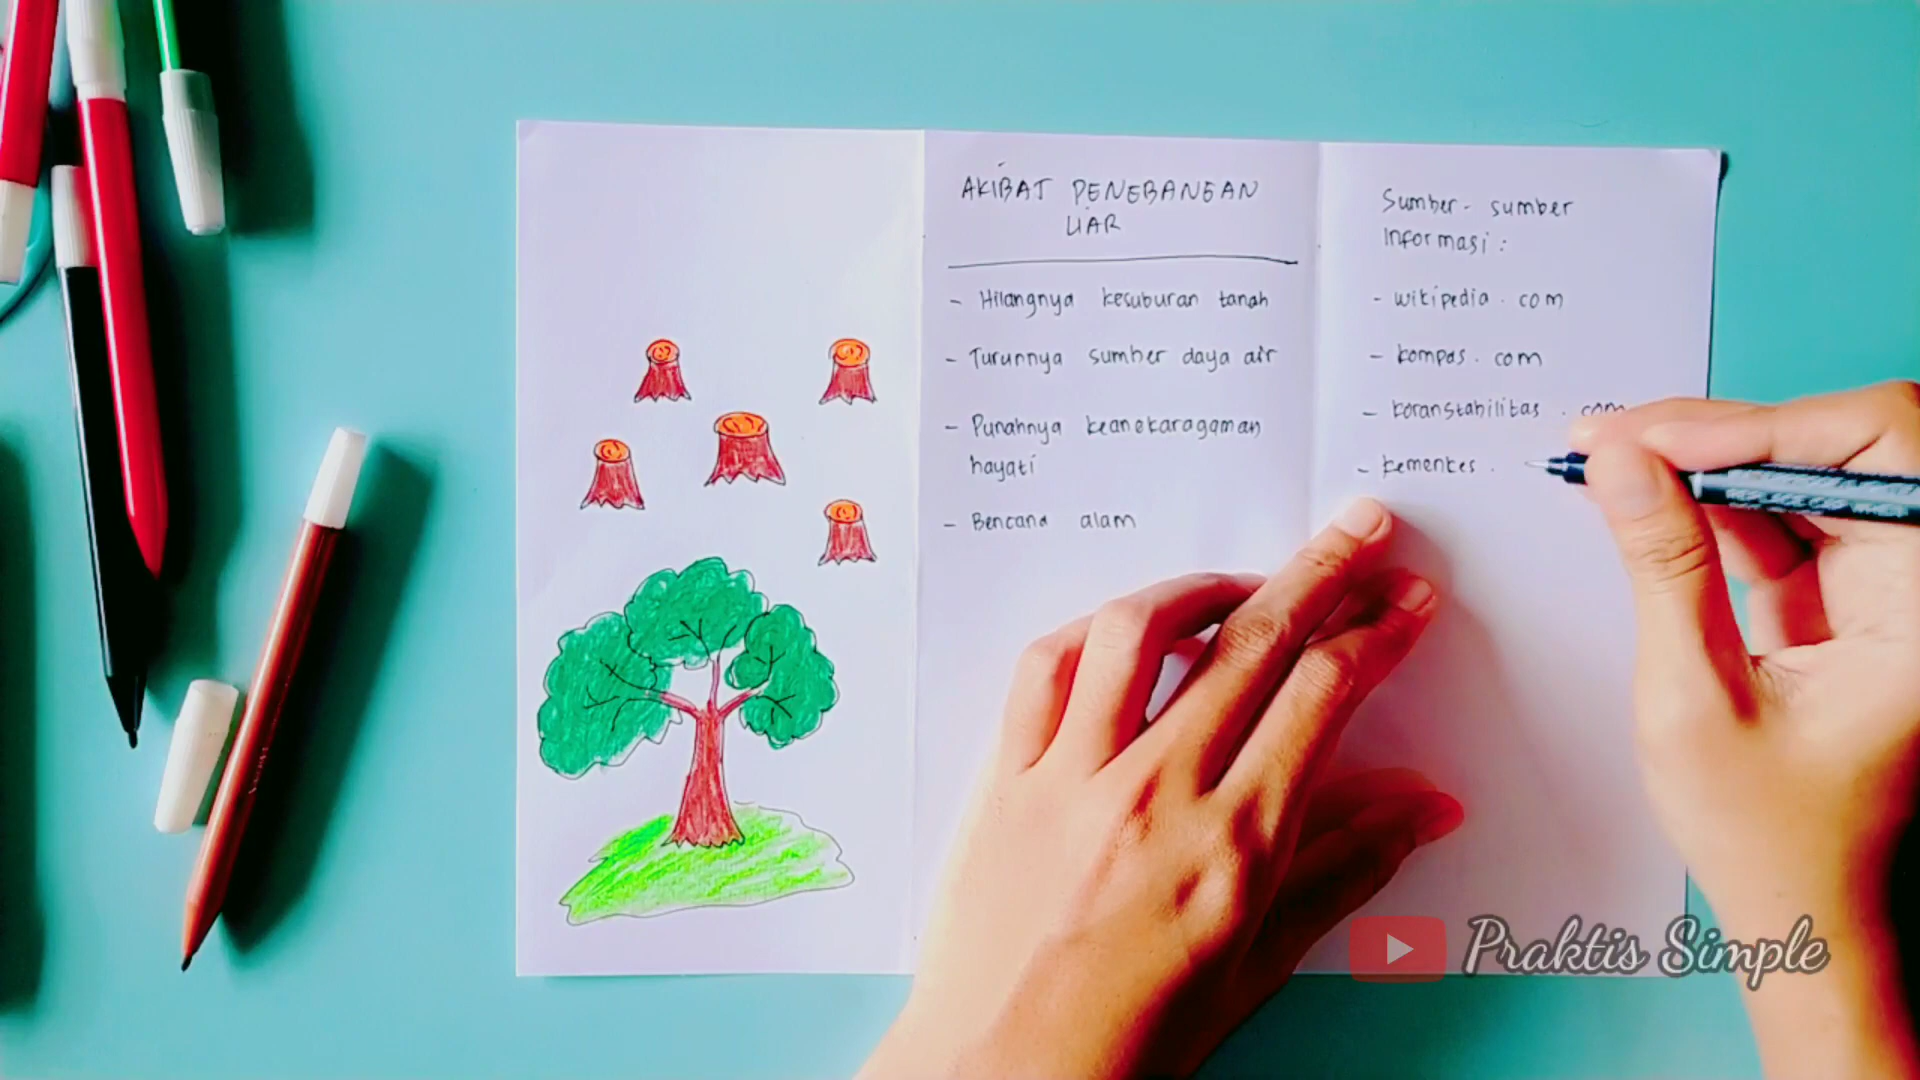 AKIBAT PENEBANGAN
LIAR
- Hilangnya kesuburan tanah
- Turunnya sumber daya air
- Punahnya keanekaragaman
hayati
- Bencana alam
Sumber - sumber
Informasi :
- wikipedia . com
- kompas . com
- koranstabilitas . com
- kemenkes .
Praktis Simple